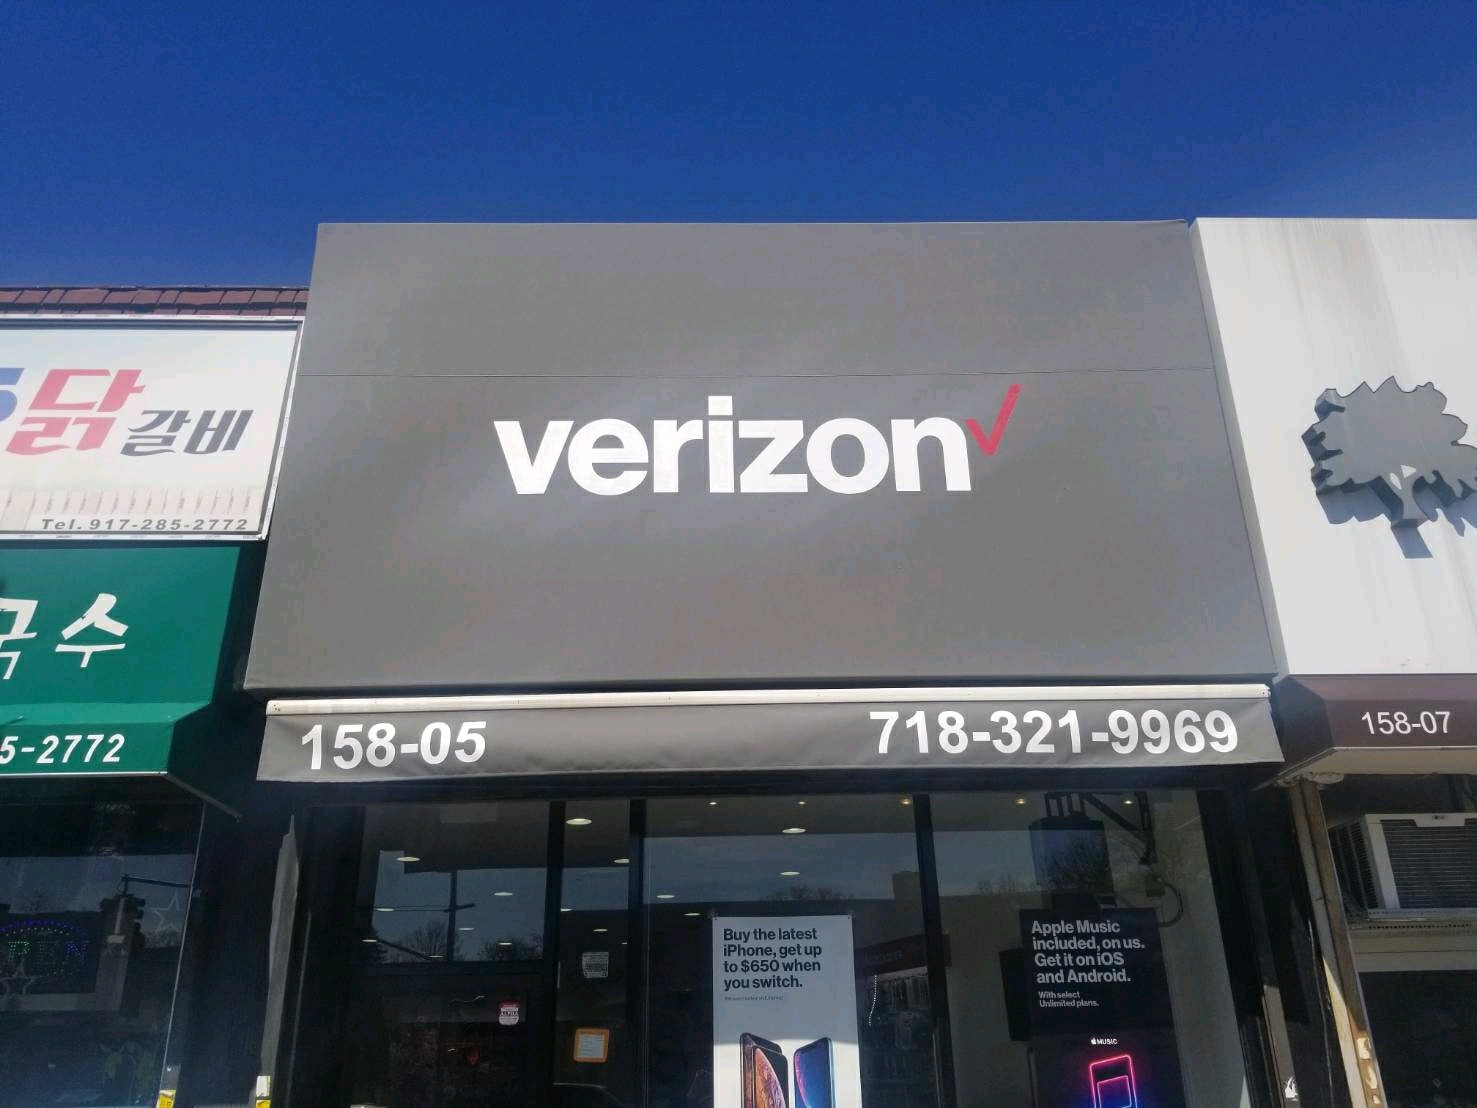 닭 갈비
Tel. 917-285-2772
국수
5-2772
verizon
158-05
718-321-9969
158-07
Buy the latest
iPhone, get up
to $650 when
you switch.
Apple Music
included, on us.
Get it on iOS
and Android.
With select
Unlimited plans.
MUSIC
OPEN